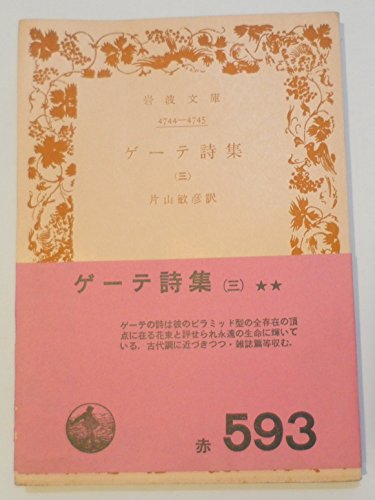 岩波文庫
4744—4745
ゲーテ詩集
(三)
片山敏彦訳
ゲーテ詩集 (三) ★★
ゲーテの詩は彼のピラミッド型の全存在の頂
点に在る花束と評せられ永遠の生命に輝いて
いる.古代調に近づきつつ・雑誌篇等収む.
赤 593